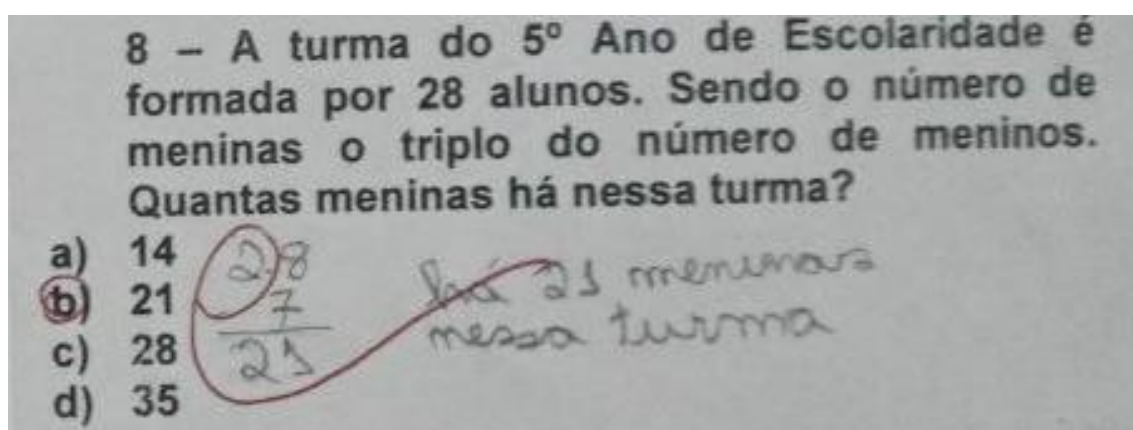 8 – A turma do 5º Ano de Escolaridade é
formada por 28 alunos. Sendo o número de
meninas o triplo do número de meninos.
Quantas meninas há nessa turma?
a) 14
b) 21
c) 28
d) 35
28
7
21
há 21 meninas
nessa turma